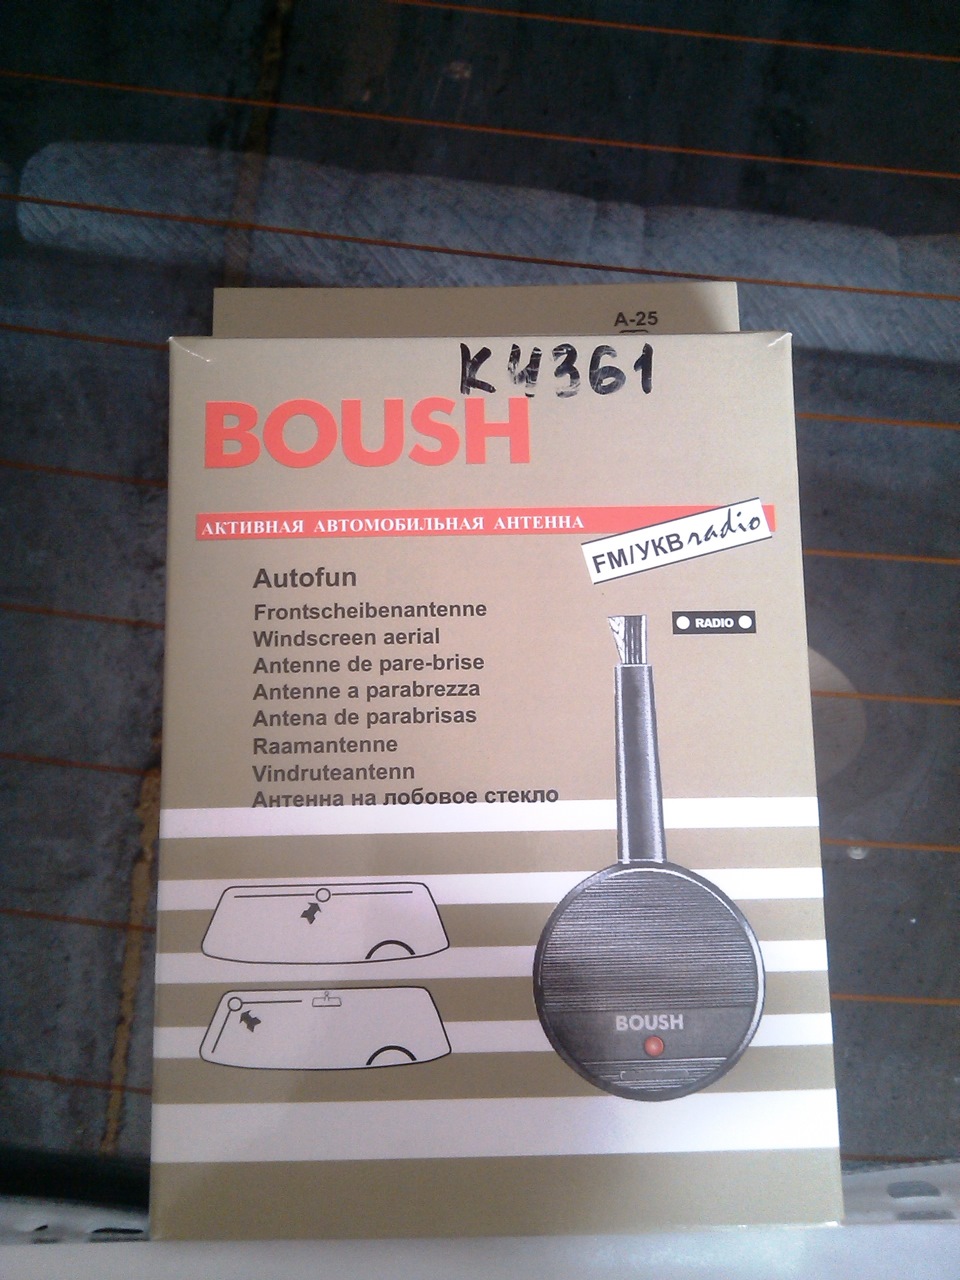 A-25
КЧ361
BOUSH
АКТИВНАЯ АВТОМОБИЛЬНАЯ АНТЕННА
FM/УКВ radio
Autofun
Frontscheibenantenne
Windscreen aerial
Antenne de pare-brise
Antenne a parabrezza
Antena de parabrisas
Raamantenne
Vindruteantenn
Антенна на лобовое стекло
RADIO
BOUSH